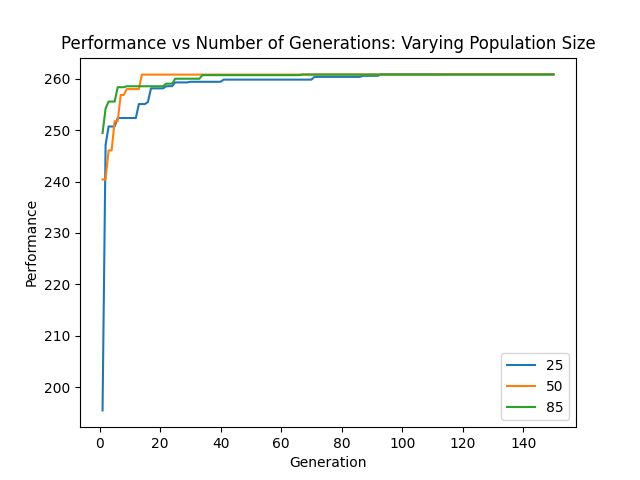 Performance vs Number of Generations: Varying Population Size
260
250
240
230
220
210
200
Performance
0 20 40 60 80 100 120 140
Generation
25
50
85